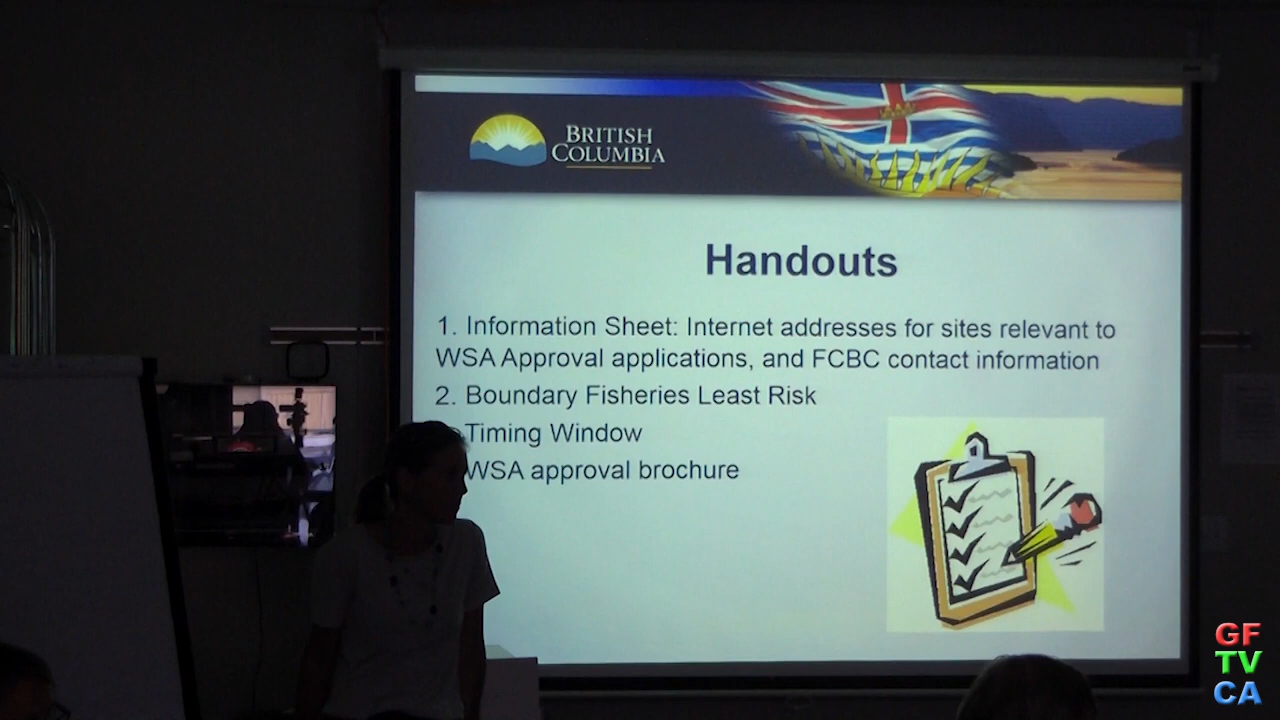 BRITISH
COLUMBIA
Handouts
1. Information Sheet: Internet addresses for sites relevant to
WSA Approval applications, and FCBC contact information
2. Boundary Fisheries Least Risk
Timing Window
WSA approval brochure
GF
TV
CA